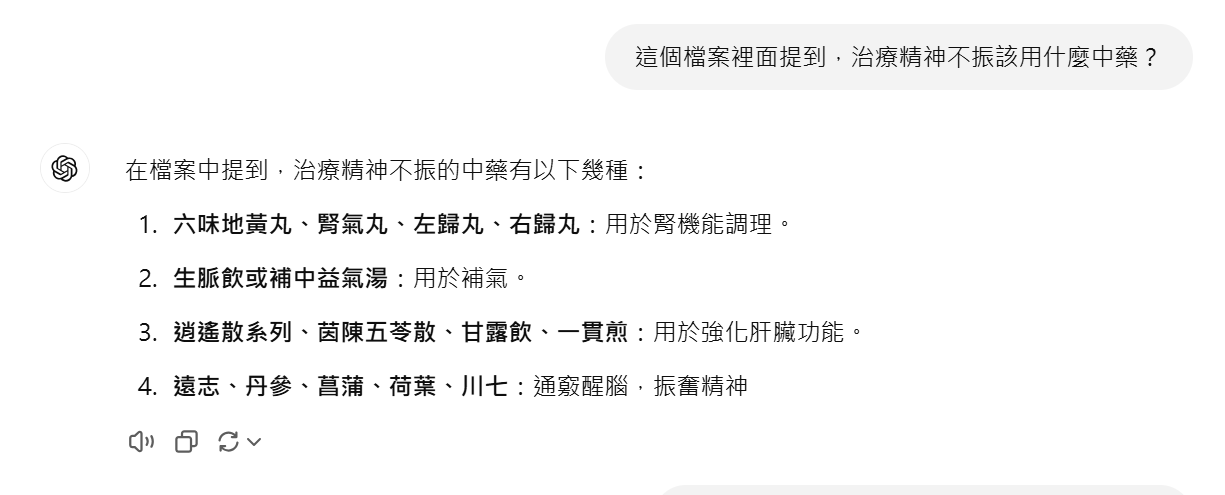 這個檔案裡面提到，治療精神不振該用什麼中藥？
在檔案中提到，治療精神不振的中藥有以下幾種：
1. 六味地黃丸、腎氣丸、左歸丸、右歸丸：用於腎機能調理。
2. 生脈飲或補中益氣湯：用於補氣。
3. 逍遙散系列、茵陳五苓散、甘露飲、一貫煎：用於強化肝臟功能。
4. 遠志、丹參、菖蒲、荷葉、川七：通竅醒腦，振奮精神